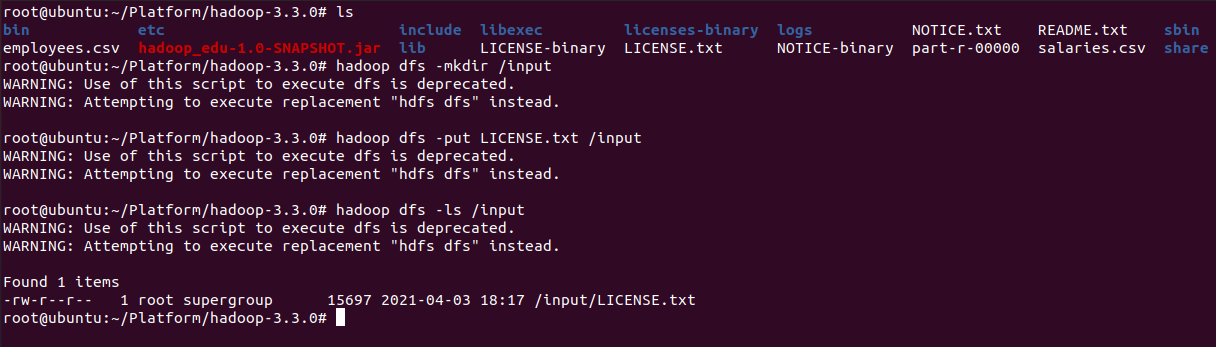 root@ubuntu:~/Platform/hadoop-3.3.0# ls
bin etc include libexec licenses-binary logs NOTICE.txt README.txt sbin
employees.csv hadoop_edu-1.0-SNAPSHOT.jar lib LICENSE-binary LICENSE.txt NOTICE-binary part-r-00000 salaries.csv share
root@ubuntu:~/Platform/hadoop-3.3.0# hadoop dfs -mkdir /input
WARNING: Use of this script to execute dfs is deprecated.
WARNING: Attempting to execute replacement "hdfs dfs" instead.
root@ubuntu:~/Platform/hadoop-3.3.0# hadoop dfs -put LICENSE.txt /input
WARNING: Use of this script to execute dfs is deprecated.
WARNING: Attempting to execute replacement "hdfs dfs" instead.
root@ubuntu:~/Platform/hadoop-3.3.0# hadoop dfs -ls /input
WARNING: Use of this script to execute dfs is deprecated.
WARNING: Attempting to execute replacement "hdfs dfs" instead.
Found 1 items
-rw-r--r-- 1 root supergroup 15697 2021-04-03 18:17 /input/LICENSE.txt
root@ubuntu:~/Platform/hadoop-3.3.0#